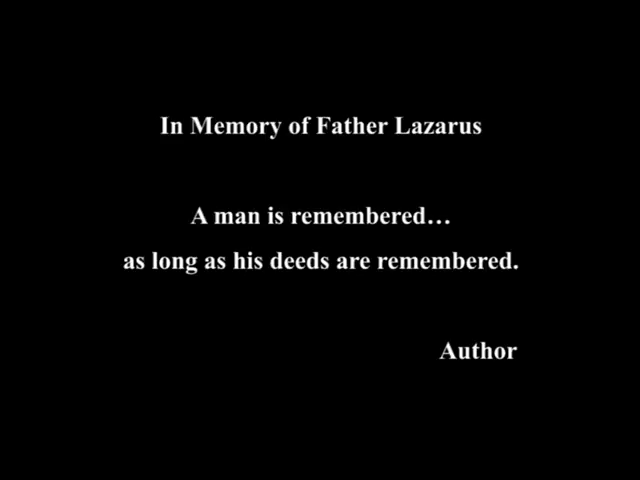 In Memory of Father Lazarus
A man is remembered…
as long as his deeds are remembered.
Author